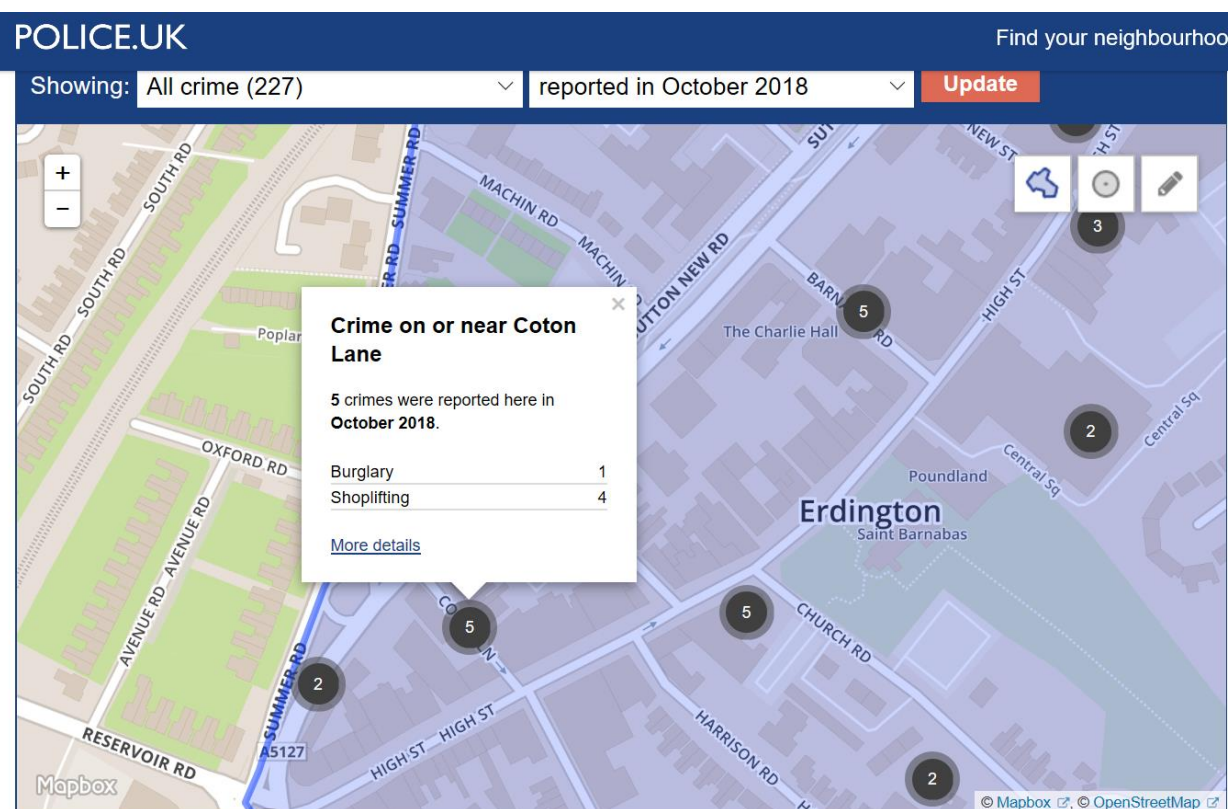 POLICE.UK
Find your neighbourhoo
Showing:
All crime (227)
reported in October 2018
Update
+
−
SOUTH RD
SOUTH RD
SOUTH RD
SUMMER RD
SUMMER RD
MACHIN RD
MACHIN
SUTTON NEW RD
NEW ST
3
HIGH ST
5
The Charlie Hall
RD
Poplar
Crime on or near Coton
Lane
×
5 crimes were reported here in
October 2018.
Burglary 1
Shoplifting 4
More details
OXFORD RD
AVENUE RD
AVENUE RD
2
Central Sq
Central Sq
Poundland
Erdington
Saint Barnabas
5
5
CHURCH RD
2
SUMMER RD
A5127
HIGH ST
HIGH ST
HARRISON RD
RESERVOIR RD
2
Mapbox
© Mapbox, © OpenStreetMap